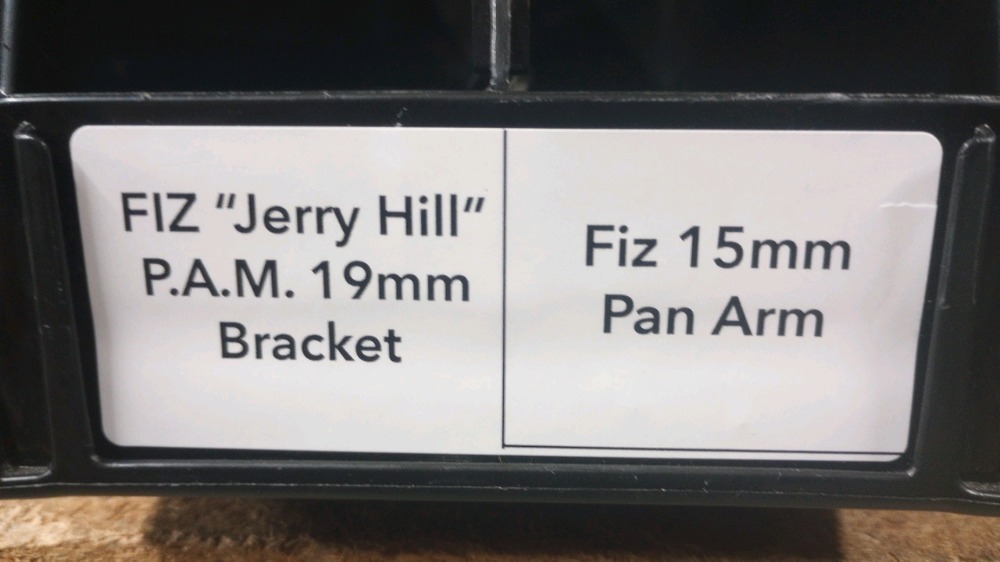 FIZ “Jerry Hill”
P.A.M. 19mm
Bracket
Fiz 15mm
Pan Arm